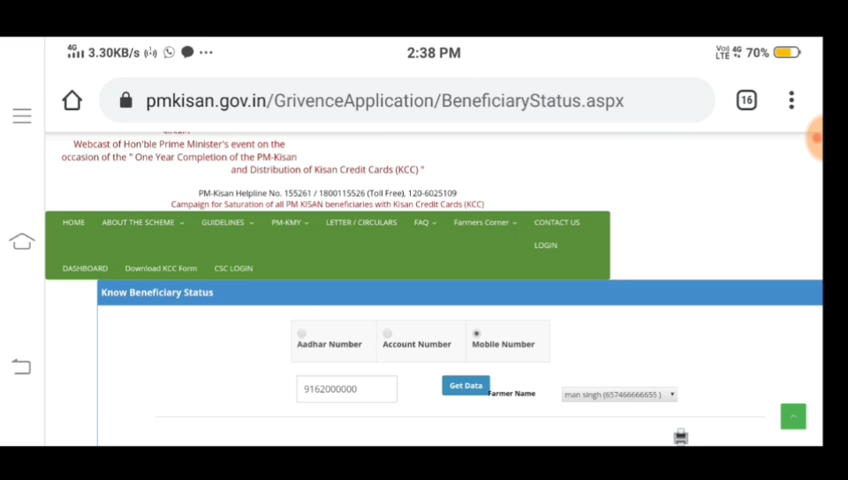 4G 3.30KB/s 2:38 PM VoD LTE 4G 70%
pmkisan.gov.in/GrivenceApplication/BeneficiaryStatus.aspx 16
Webcast of Hon'ble Prime Minister's event on the
occasion of the " One Year Completion of the PM-Kisan
and Distribution of Kisan Credit Cards (KCC) "
PM-Kisan Helpline No. 155261 / 1800115526 (Toll Free), 120-6025109
Campaign for Saturation of all PM KISAN beneficiaries with Kisan Credit Cards (KCC)
HOME ABOUT THE SCHEME GUIDELINES PM-KMY LETTER / CIRCULARS FAQ Farmers Corner CONTACT US
LOGIN
DASHBOARD Download KCC Form CSC LOGIN
Know Beneficiary Status
Aadhar Number Account Number Mobile Number
9162000000 Get Data Farmer Name man singh (657466666655 )